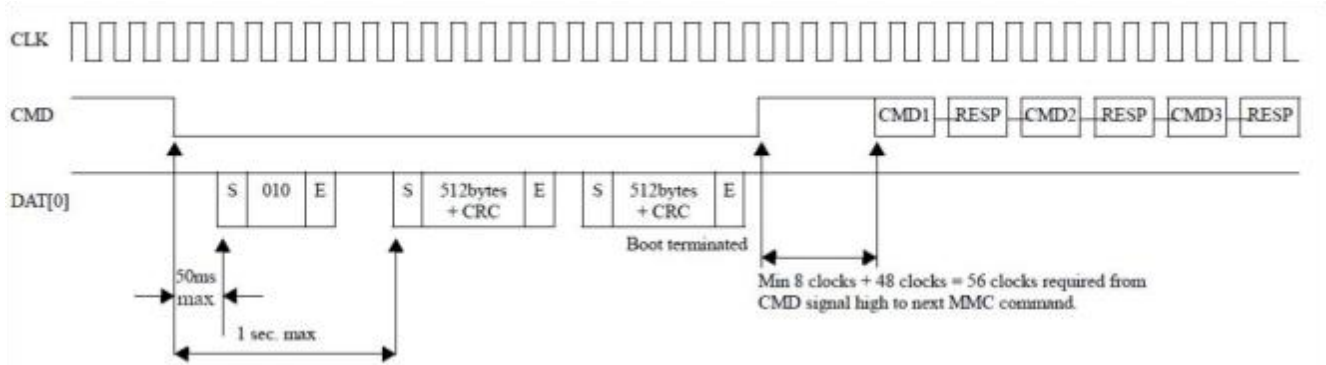 CLK
CMD
CMD1 RESP CMD2 RESP CMD3 RESP
DAT[0]
S 010 E S 512bytes + CRC E S 512bytes + CRC E
Boot terminated
50ms
max
Min 8 clocks + 48 clocks = 56 clocks required from
CMD signal high to next MMC command.
1 sec. max